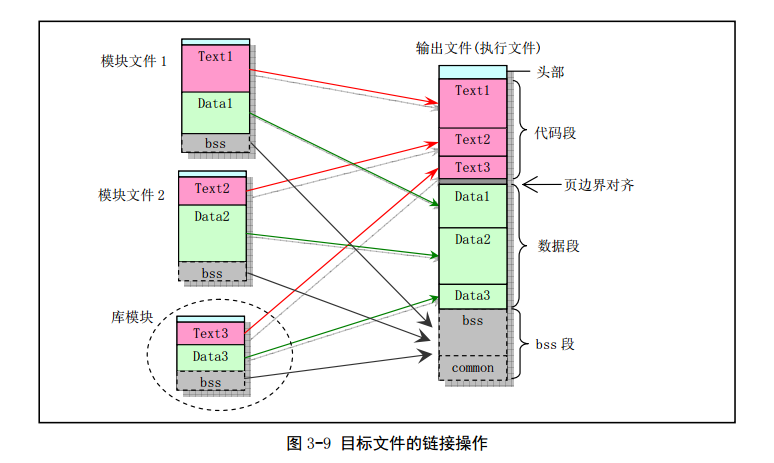 模块文件 1
Text1
Data1
bss
模块文件 2
Text2
Data2
bss
库模块
Text3
Data3
bss
输出文件(执行文件)
头部
Text1
Text2
Text3
代码段
页边界对齐
Data1
Data2
Data3
数据段
bss
common
bss 段
图 3-9 目标文件的链接操作